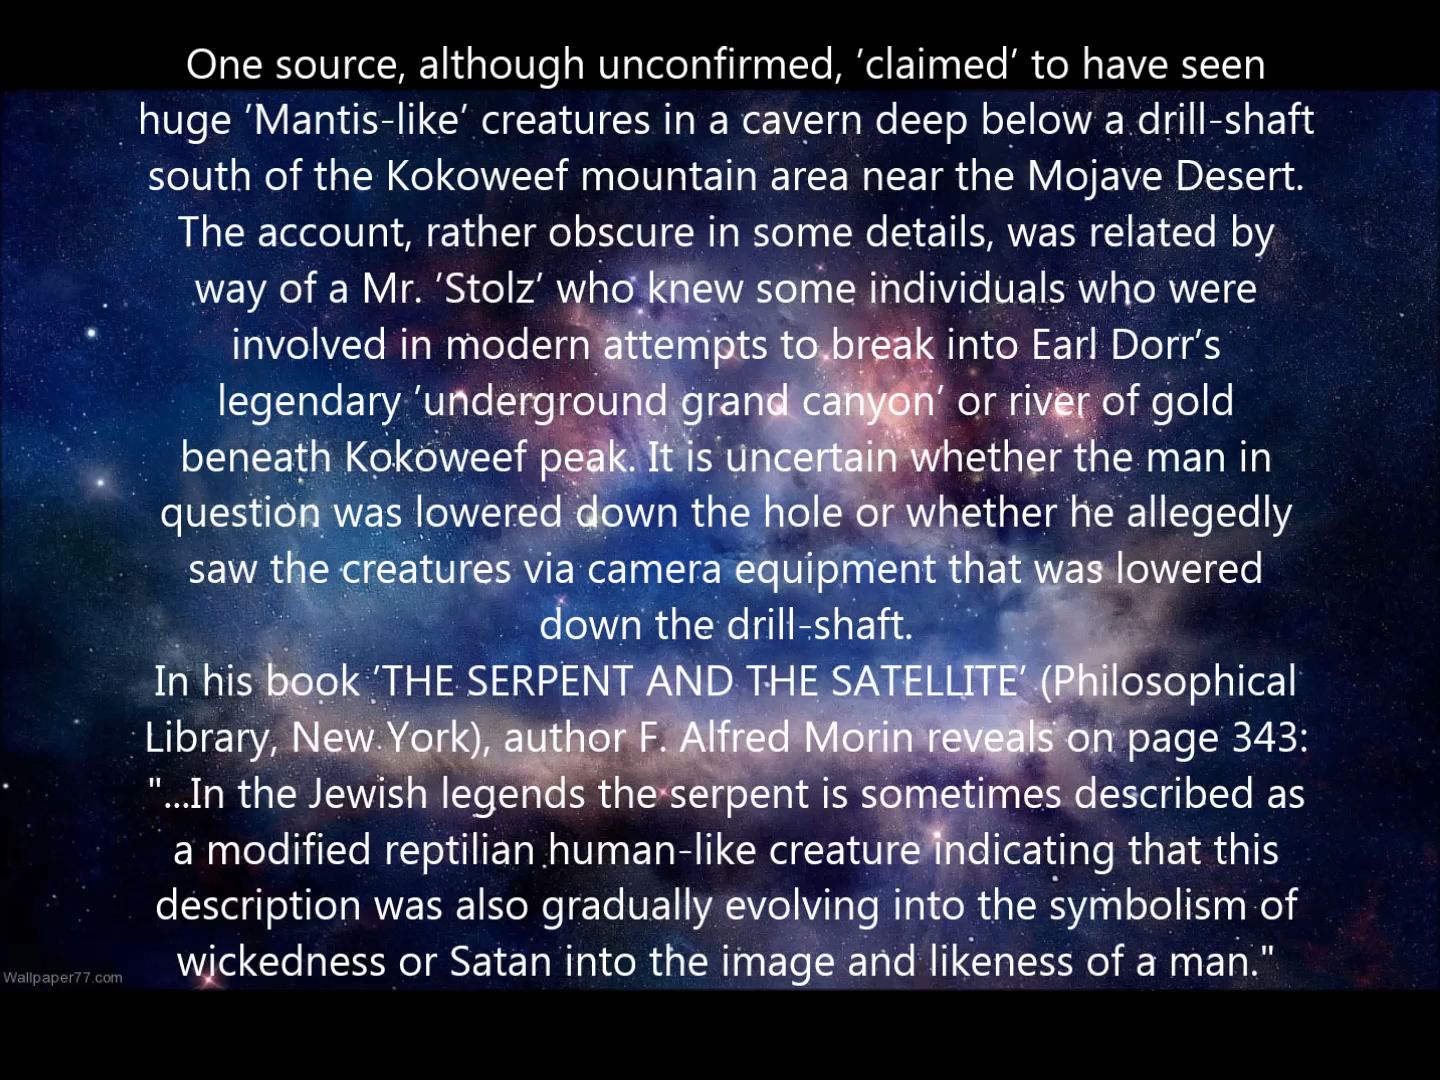 One source, although unconfirmed, 'claimed' to have seen
huge 'Mantis-like' creatures in a cavern deep below a drill-shaft
south of the Kokoweef mountain area near the Mojave Desert.
The account, rather obscure in some details, was related by
way of a Mr. 'Stolz' who knew some individuals who were
involved in modern attempts to break into Earl Dorr's
legendary 'underground grand canyon' or river of gold
beneath Kokoweef peak. It is uncertain whether the man in
question was lowered down the hole or whether he allegedly
saw the creatures via camera equipment that was lowered
down the drill-shaft.
In his book 'THE SERPENT AND THE SATELLITE' (Philosophical
Library, New York), author F. Alfred Morin reveals on page 343:
"...In the Jewish legends the serpent is sometimes described as
a modified reptilian human-like creature indicating that this
description was also gradually evolving into the symbolism of
wickedness or Satan into the image and likeness of a man."
Wallpaper77.com